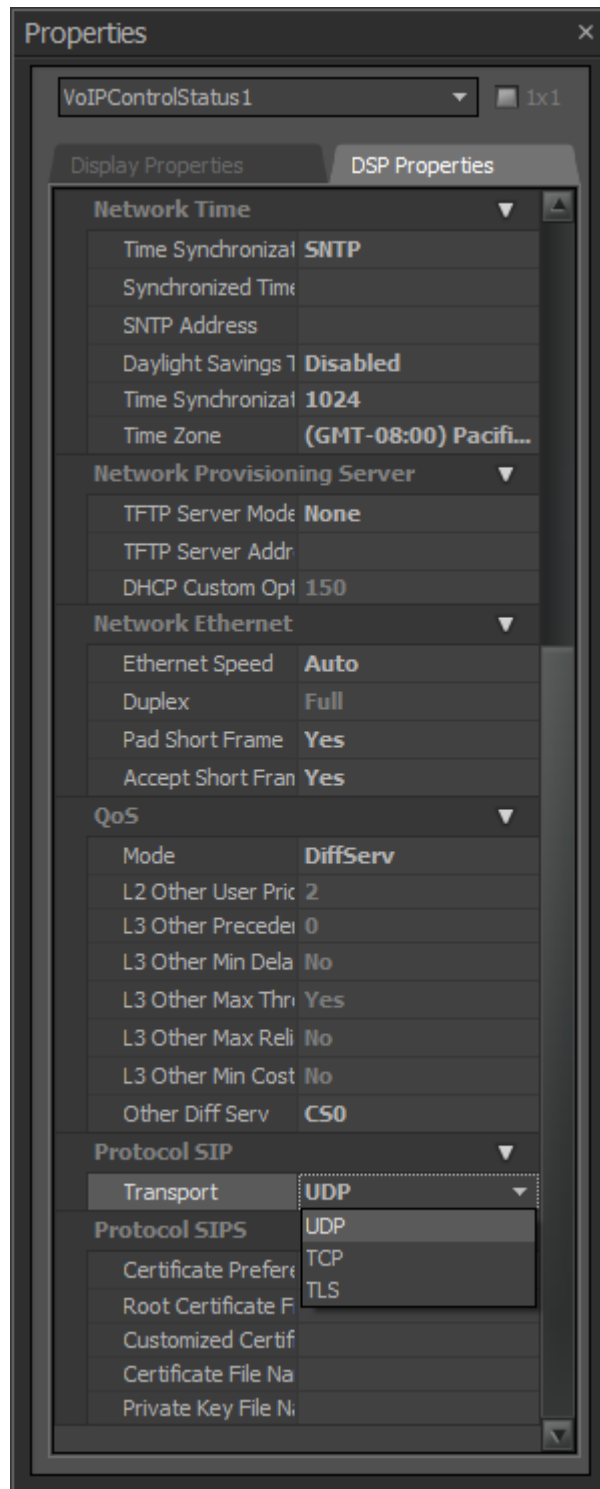 Properties
VoIPControlStatus1 1x1
Display Properties DSP Properties
Network Time
Time Synchronizat SNTP
Synchronized Time
SNTP Address
Daylight Savings T Disabled
Time Synchronizat 1024
Time Zone (GMT-08:00) Pacifi...
Network Provisioning Server
TFTP Server Mode None
TFTP Server Addr
DHCP Custom Opt 150
Network Ethernet
Ethernet Speed Auto
Duplex Full
Pad Short Frame Yes
Accept Short Fran Yes
QoS
Mode DiffServ
L2 Other User Pric 2
L3 Other Preceder 0
L3 Other Min Dela No
L3 Other Max Thr Yes
L3 Other Max Reli No
L3 Other Min Cost No
Other Diff Serv CS0
Protocol SIP
Transport UDP
Protocol SIPS UDP
TCP
Certificate Prefere
TLS
Root Certificate F
Customized Certif
Certificate File Na
Private Key File Na